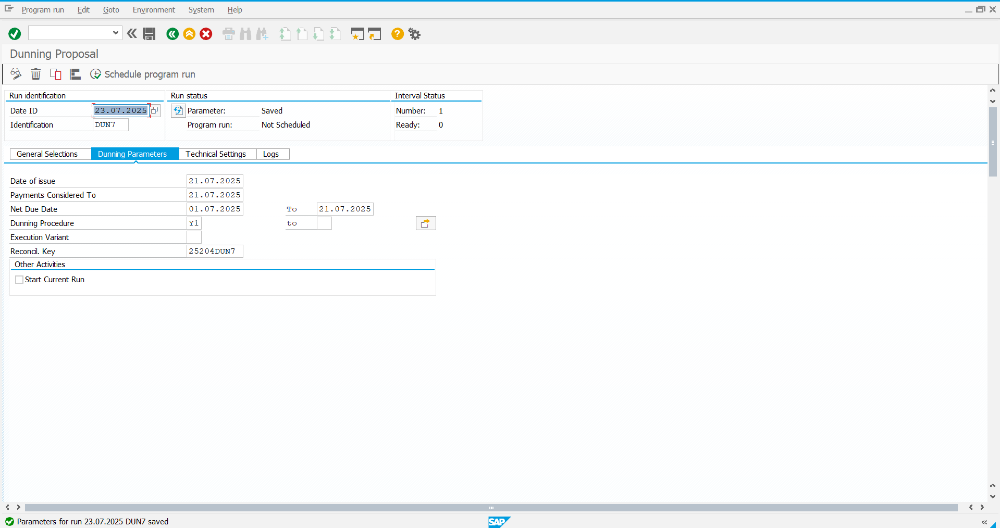 Program run Edit Goto Environment System Help
Dunning Proposal
Schedule program run
Run identification Run status Interval Status
Date ID 23.07.2025 Parameter: Saved Number: 1
Identification DUN7 Program run: Not Scheduled Ready: 0
General Selections Dunning Parameters Technical Settings Logs
Date of issue 21.07.2025
Payments Considered To 21.07.2025
Net Due Date 01.07.2025 To 21.07.2025
Dunning Procedure Y1 to
Execution Variant
Reconcil. Key 25204DUN7
Other Activities
Start Current Run
Parameters for run 23.07.2025 DUN7 saved SAP